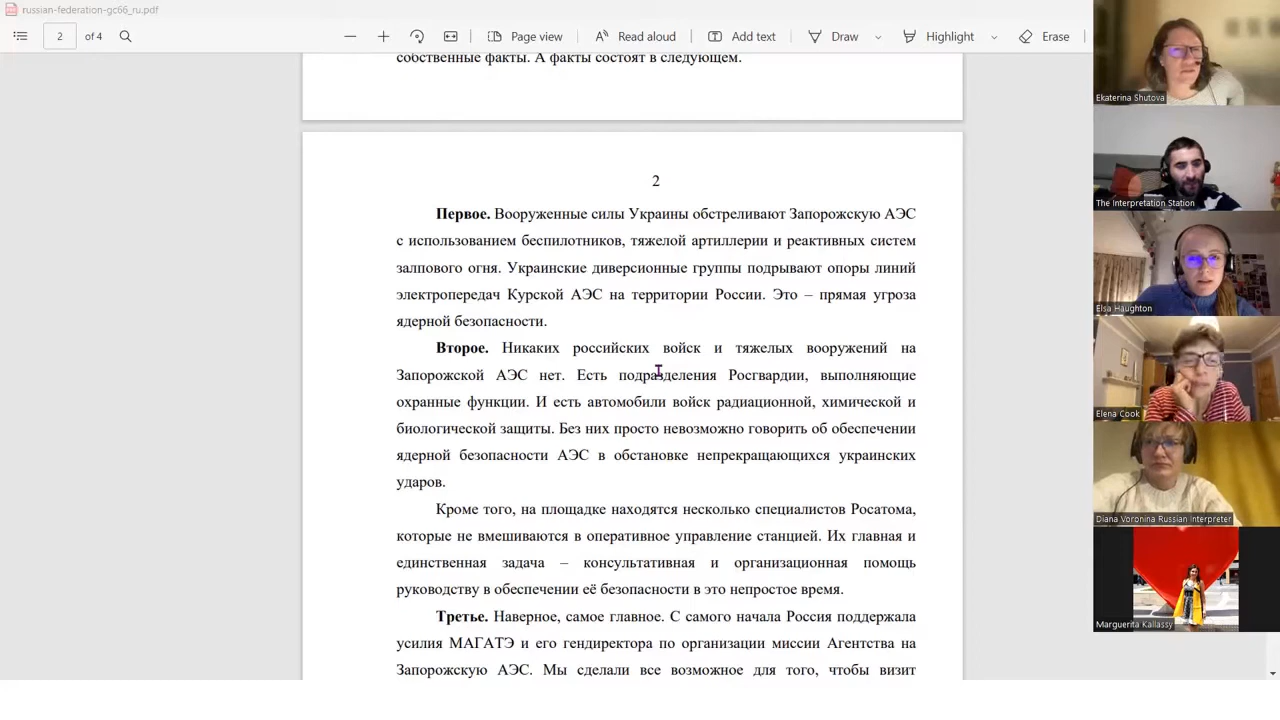 russian-federation-gc66_ru.pdf
2 of 4
Page view
Read aloud
Add text
Draw
Highlight
Erase
собственные факты. А факты состоят в следующем.
2
Первое. Вооруженные силы Украины обстреливают Запорожскую АЭС
с использованием беспилотников, тяжелой артиллерии и реактивных систем
залпового огня. Украинские диверсионные группы подрывают опоры линий
электропередач Курской АЭС на территории России. Это – прямая угроза
ядерной безопасности.
Второе. Никаких российских войск и тяжелых вооружений на
Запорожской АЭС нет. Есть подразделения Росгвардии, выполняющие
охранные функции. И есть автомобили войск радиационной, химической и
биологической защиты. Без них просто невозможно говорить об обеспечении
ядерной безопасности АЭС в обстановке непрекращающихся украинских
ударов.
Кроме того, на площадке находятся несколько специалистов Росатома,
которые не вмешиваются в оперативное управление станцией. Их главная и
единственная задача – консультативная и организационная помощь
руководству в обеспечении её безопасности в это непростое время.
Третье. Наверное, самое главное. С самого начала Россия поддержала
усилия МАГАТЭ и его гендиректора по организации миссии Агентства на
Запорожскую АЭС. Мы сделали все возможное для того, чтобы визит
Ekaterina Shutova
The Interpretation Station
Elsa Haughton
Elena Cook
Diana Voronina Russian interpreter
Marguerita Kallassy